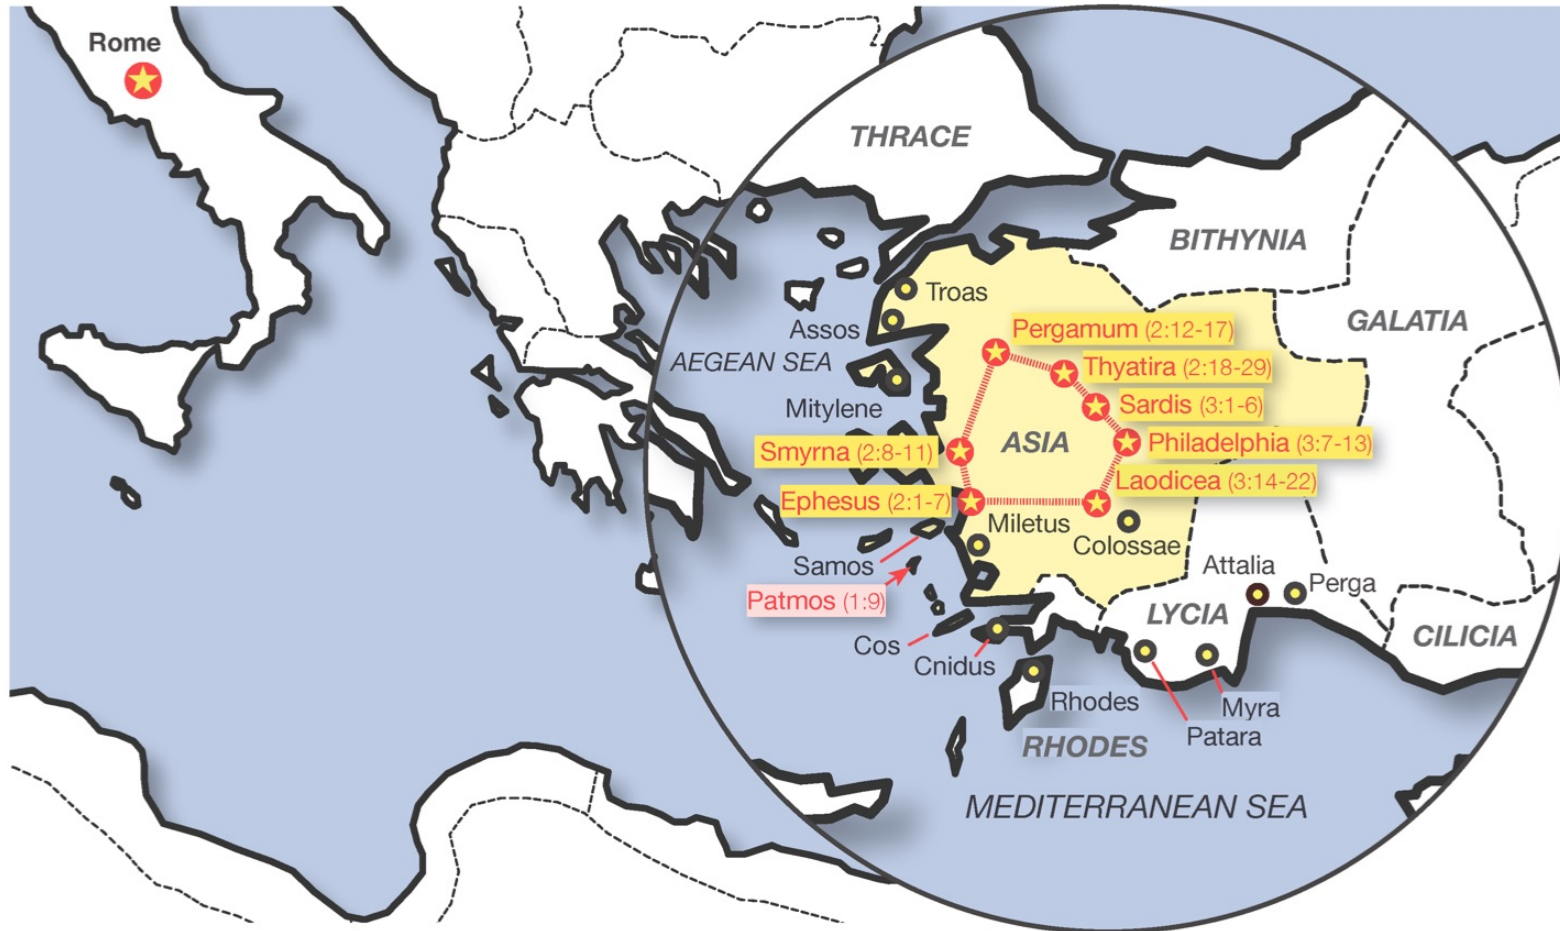 Rome
THRACE
BITHYNIA
Troas
GALATIA
Pergamum (2:12-17)
Assos
AEGEAN SEA
Thyatira (2:18-29)
Mitylene
Sardis (3:1-6)
ASIA
Philadelphia (3:7-13)
Smyrna (2:8-11)
Laodicea (3:14-22)
Ephesus (2:1-7)
Miletus
Colossae
Samos
Attalia
Perga
Patmos (1:9)
LYCIA
CILICIA
Cos
Cnidus
Rhodes
Myra
Patara
RHODES
MEDITERRANEAN SEA